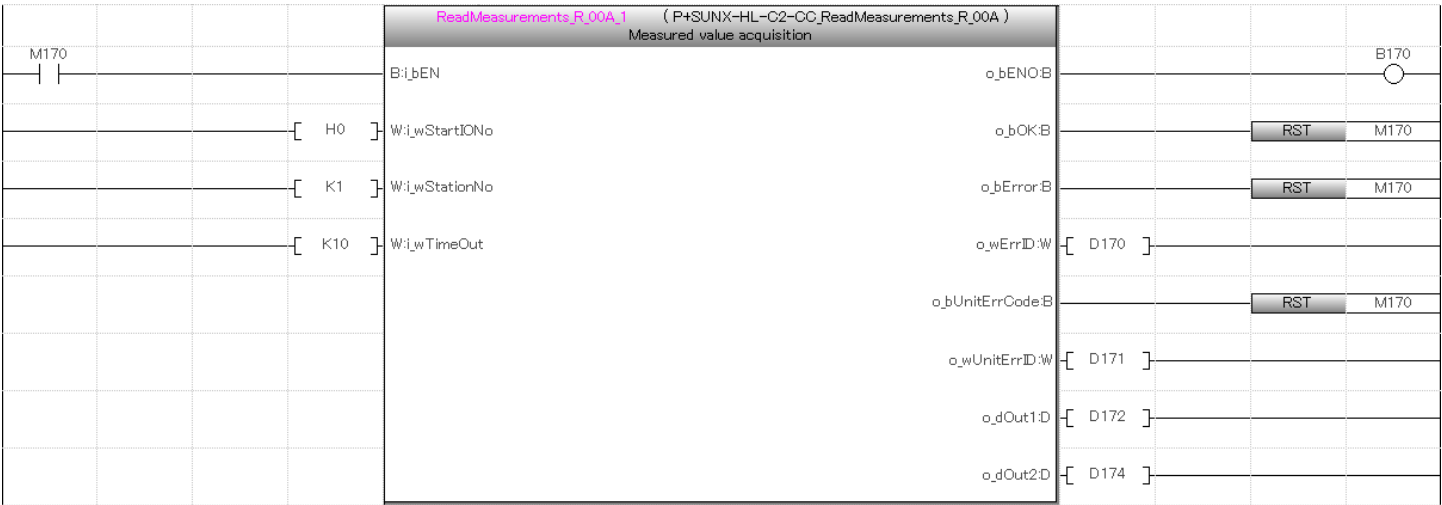 ReadMeasurements_R_00A_1 ( P+SUNX-HL-C2-CC_ReadMeasurements_R_00A )
Measured value acquisition
M170 B170
B:i_bEN o_bENO:B
H0 W:i_wStartIONo o_bOK:B RST M170
K1 W:i_wStationNo o_bError:B RST M170
K10 W:i_wTimeOut o_wErrID:W D170
o_bUnitErrCode:B RST M170
o_wUnitErrID:W D171
o_dOut1:D D172
o_dOut2:D D174